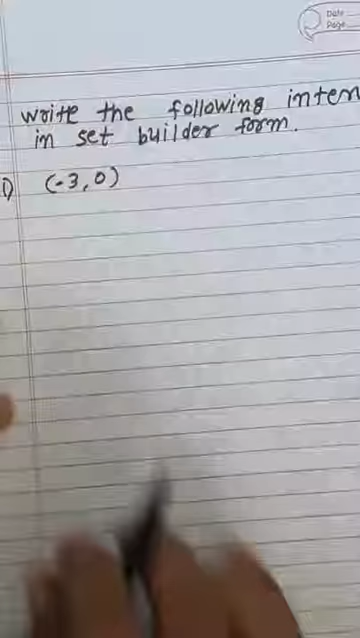 Date
Page
write the following inten
in set builder form.
1) (-3,0)